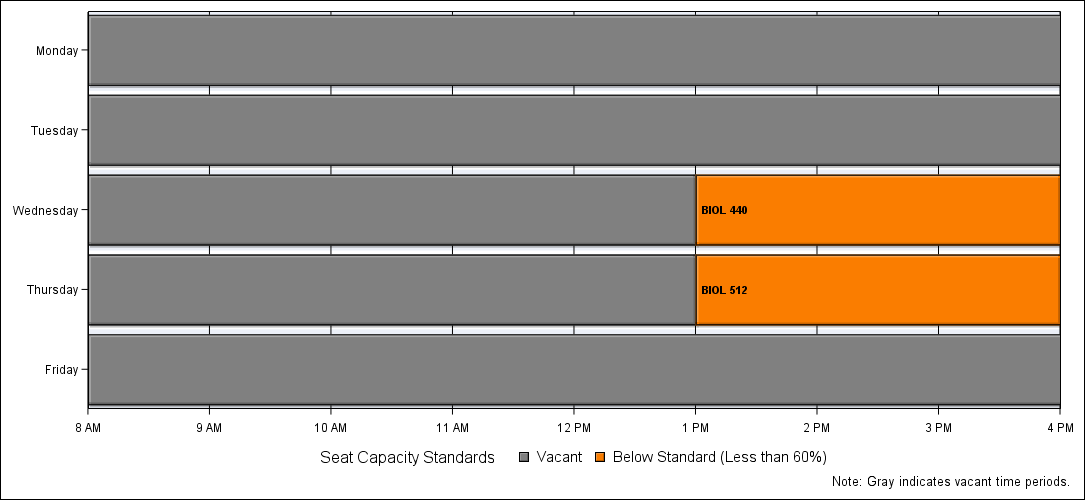 Monday
Tuesday
Wednesday
BIOL 440
Thursday
BIOL 512
Friday
8 AM 9 AM 10 AM 11 AM 12 PM 1 PM 2 PM 3 PM 4 PM
Seat Capacity Standards Vacant Below Standard (Less than 60%)
Note: Gray indicates vacant time periods.